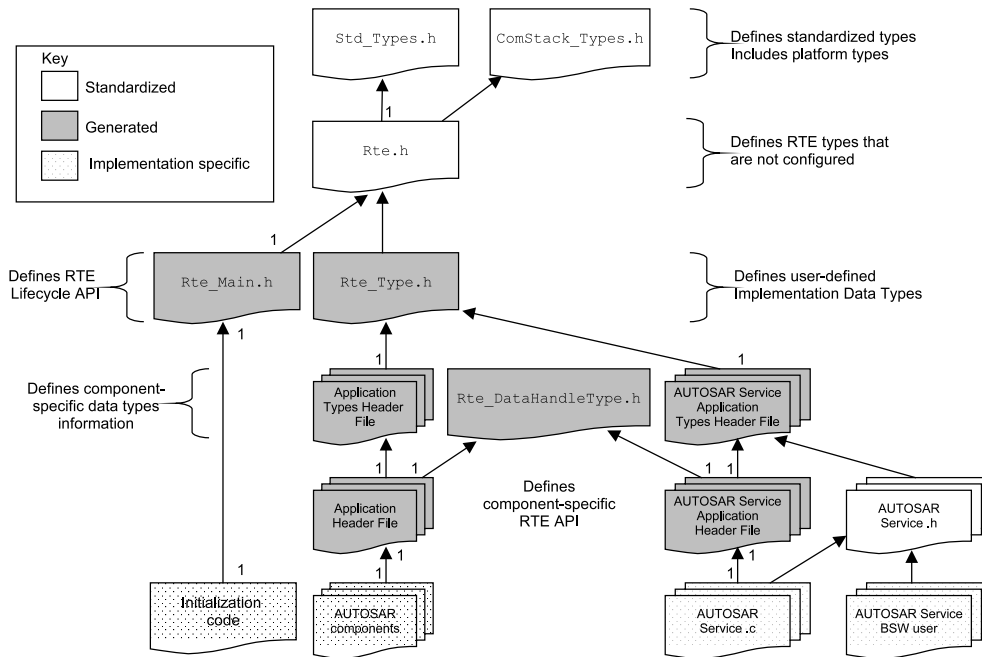 Std_Types.h
ComStack_Types.h
Defines standardized types
Includes platform types
Key
Standardized
Generated
Implementation specific
1
Rte.h
Defines RTE types that
are not configured
1
Defines RTE
Lifecycle API
Rte_Main.h
Rte_Type.h
Defines user-defined
Implementation Data Types
1
1
1
Defines component-
specific data types
information
Application
Types Header
File
Rte_DataHandleType.h
AUTOSAR Service
Application
Types Header File
1
1
1
1
Application
Header File
Defines
component-specific
RTE API
AUTOSAR Service
Application
Header File
AUTOSAR
Service .h
1
1
1
1
1
Initialization
code
AUTOSAR
components
AUTOSAR
Service .c
AUTOSAR Service
BSW user